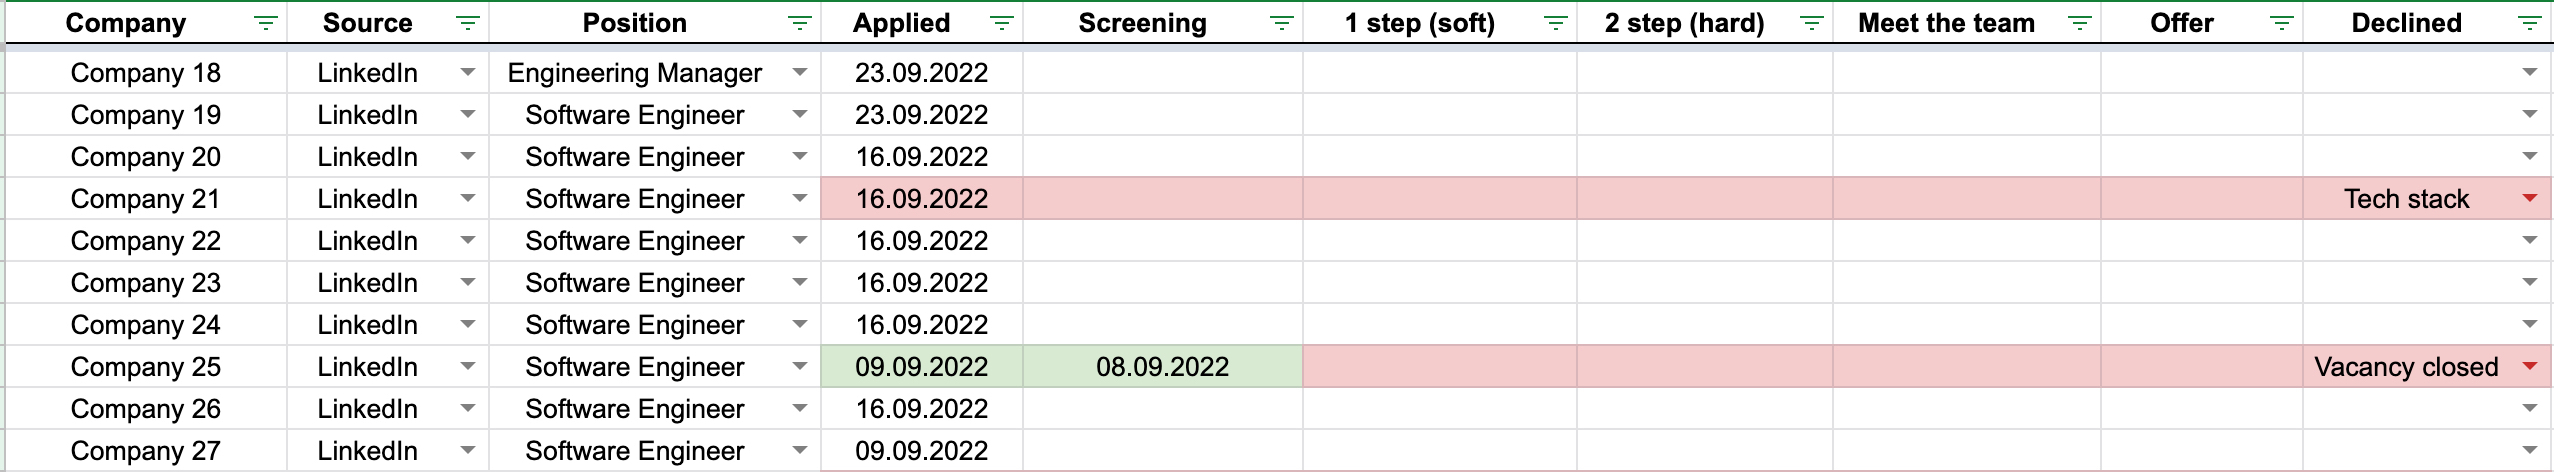 Company Source Position Applied Screening 1 step (soft) 2 step (hard) Meet the team Offer Declined
Company 18 LinkedIn Engineering Manager 23.09.2022
Company 19 LinkedIn Software Engineer 23.09.2022
Company 20 LinkedIn Software Engineer 16.09.2022
Company 21 LinkedIn Software Engineer 16.09.2022 Tech stack
Company 22 LinkedIn Software Engineer 16.09.2022
Company 23 LinkedIn Software Engineer 16.09.2022
Company 24 LinkedIn Software Engineer 16.09.2022
Company 25 LinkedIn Software Engineer 09.09.2022 08.09.2022 Vacancy closed
Company 26 LinkedIn Software Engineer 16.09.2022
Company 27 LinkedIn Software Engineer 09.09.2022